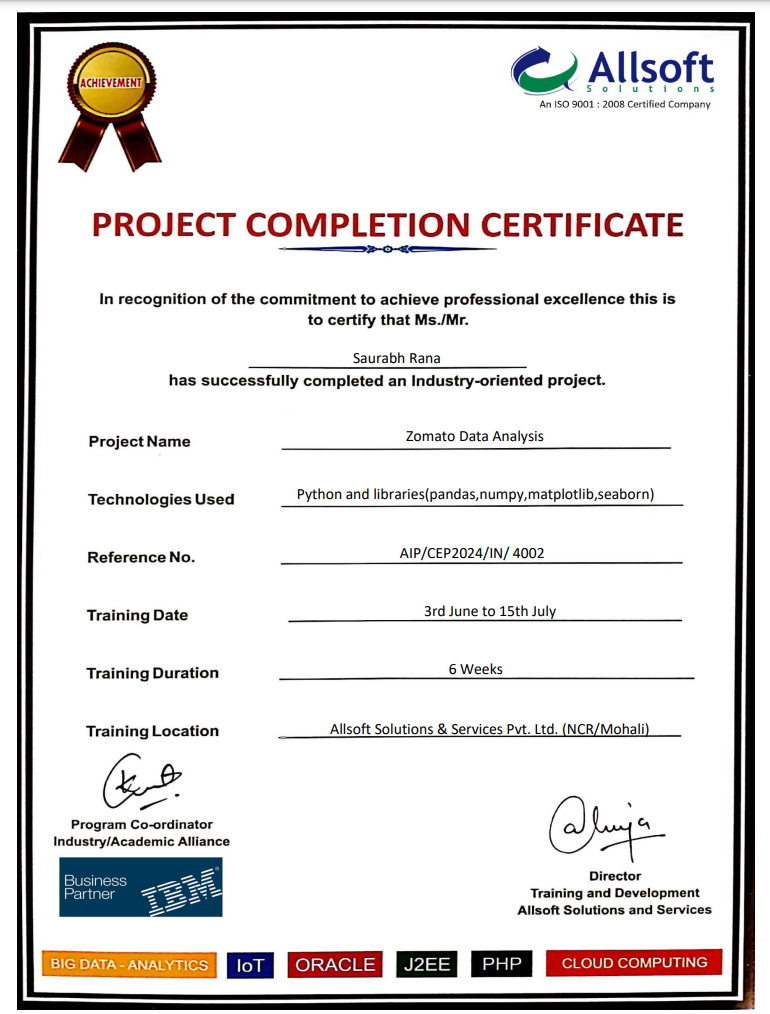 ACHIEVEMENT
Allsoft
Solutions
An ISO 9001 : 2008 Certified Company
PROJECT COMPLETION CERTIFICATE
In recognition of the commitment to achieve professional excellence this is
to certify that Ms./Mr.
Saurabh Rana
has successfully completed an Industry-oriented project.
Project Name Zomato Data Analysis
Technologies Used Python and libraries(pandas,numpy,matplotlib,seaborn)
Reference No. AIP/CEP2024/IN/ 4002
Training Date 3rd June to 15th July
Training Duration 6 Weeks
Training Location Allsoft Solutions & Services Pvt. Ltd. (NCR/Mohali)
Program Co-ordinator
Industry/Academic Alliance
Business
Partner
IBM®
Ahuja
Director
Training and Development
Allsoft Solutions and Services
BIG DATA - ANALYTICS IoT ORACLE J2EE PHP CLOUD COMPUTING